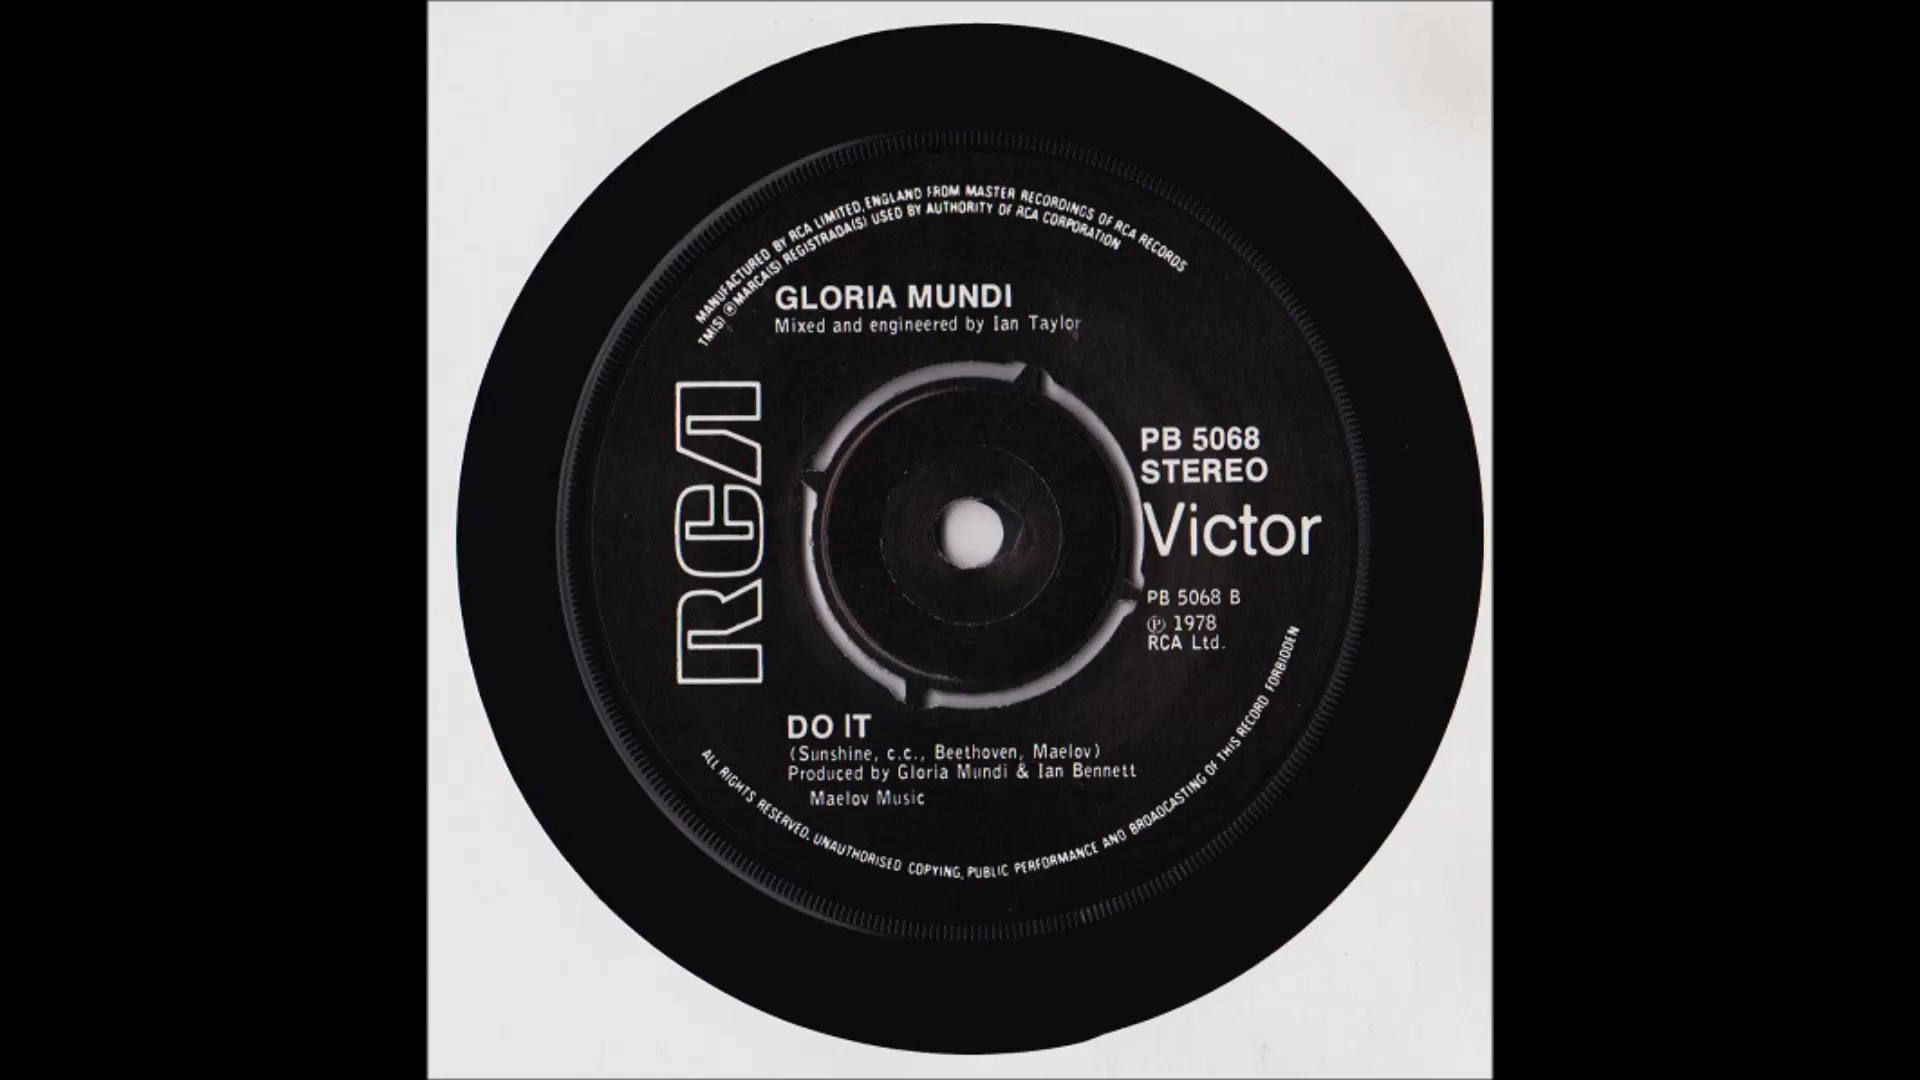 MANUFACTURED BY RCA LIMITED, ENGLAND FROM MASTER RECORDINGS OF RCA RECORDS
TM(S) ® MARCA(S) REGISTRADA(S) USED BY AUTHORITY OF RCA CORPORATION
GLORIA MUNDI
Mixed and engineered by Ian Taylor
RCA
PB 5068
STEREO
Victor
PB 5068 B
℗ 1978
RCA Ltd.
DO IT
(Sunshine, c.c., Beethoven, Maelov)
Produced by Gloria Mundi & Ian Bennett
Maelov Music
ALL RIGHTS RESERVED. UNAUTHORISED COPYING, PUBLIC PERFORMANCE AND BROADCASTING OF THIS RECORD FORBIDDEN